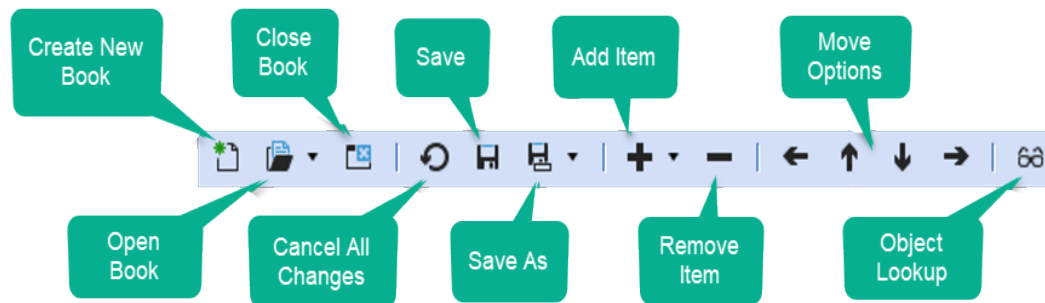 Create New
Book
Close
Book
Save
Add Item
Move
Options
Open
Book
Cancel All
Changes
Save As
Remove
Item
Object
Lookup